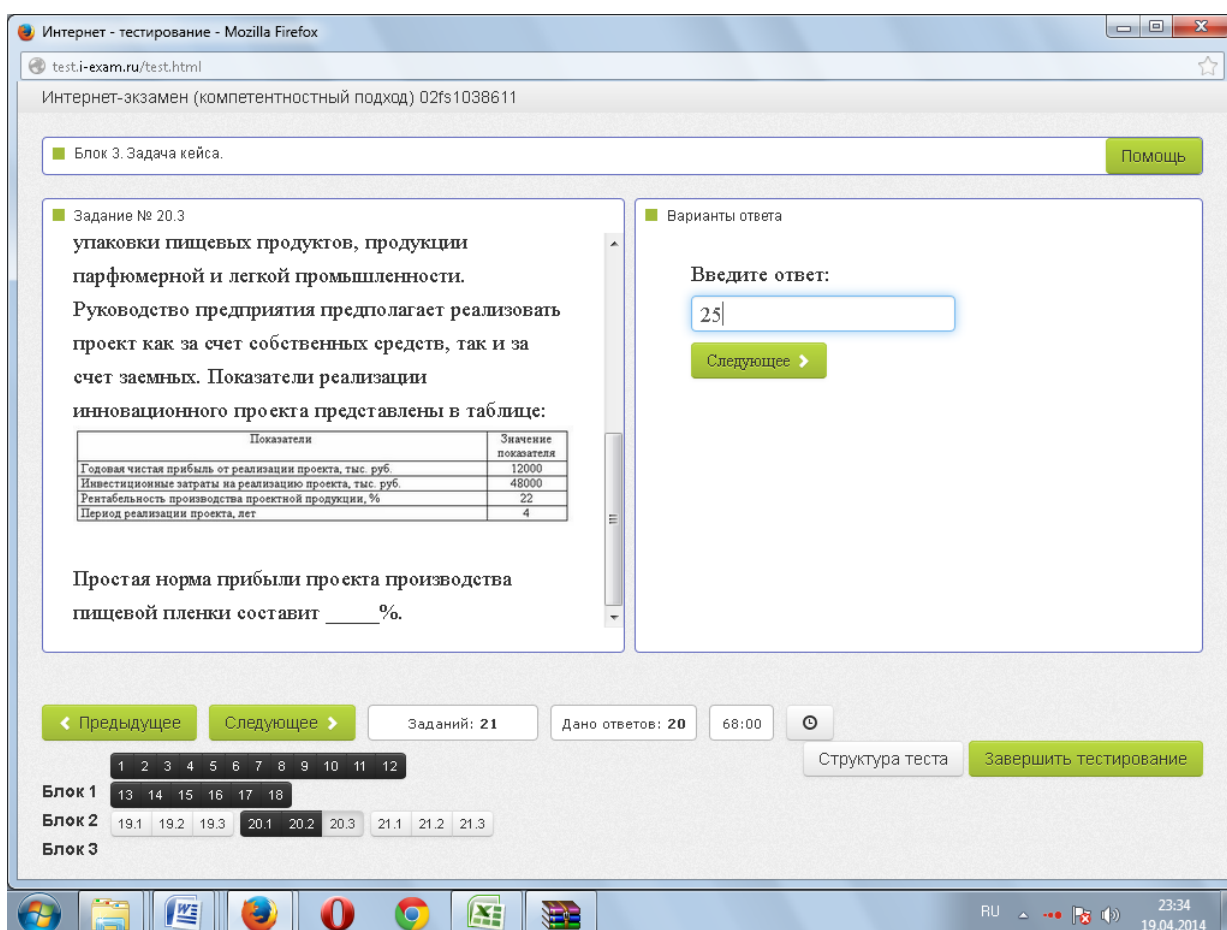 Интернет - тестирование - Mozilla Firefox
test.i-exam.ru/test.html
Интернет-экзамен (компетентностный подход) 02fs1038611
Блок 3. Задача кейса.
Помощь
Задание № 20.3
упаковки пищевых продуктов, продукции
парфюмерной и легкой промышленности.
Руководство предприятия предполагает реализовать
проект как за счет собственных средств, так и за
счет заемных. Показатели реализации
инновационного проекта представлены в таблице:
Показатели Значение показателя
Годовая чистая прибыль от реализации проекта, тыс. руб. 12000
Инвестиционные затраты на реализацию проекта, тыс. руб. 48000
Рентабельность производства проектной продукции, % 22
Период реализации проекта, лет 4
Простая норма прибыли проекта производства
пищевой пленки составит _____%.
Варианты ответа
Введите ответ:
25
Следующее
Предыдущее Следующее Заданий: 21 Дано ответов: 20 68:00
Структура теста Завершить тестирование
1 2 3 4 5 6 7 8 9 10 11 12
Блок 1 13 14 15 16 17 18
Блок 2 19.1 19.2 19.3 20.1 20.2 20.3 21.1 21.2 21.3
Блок 3
RU 23:34
19.04.2014